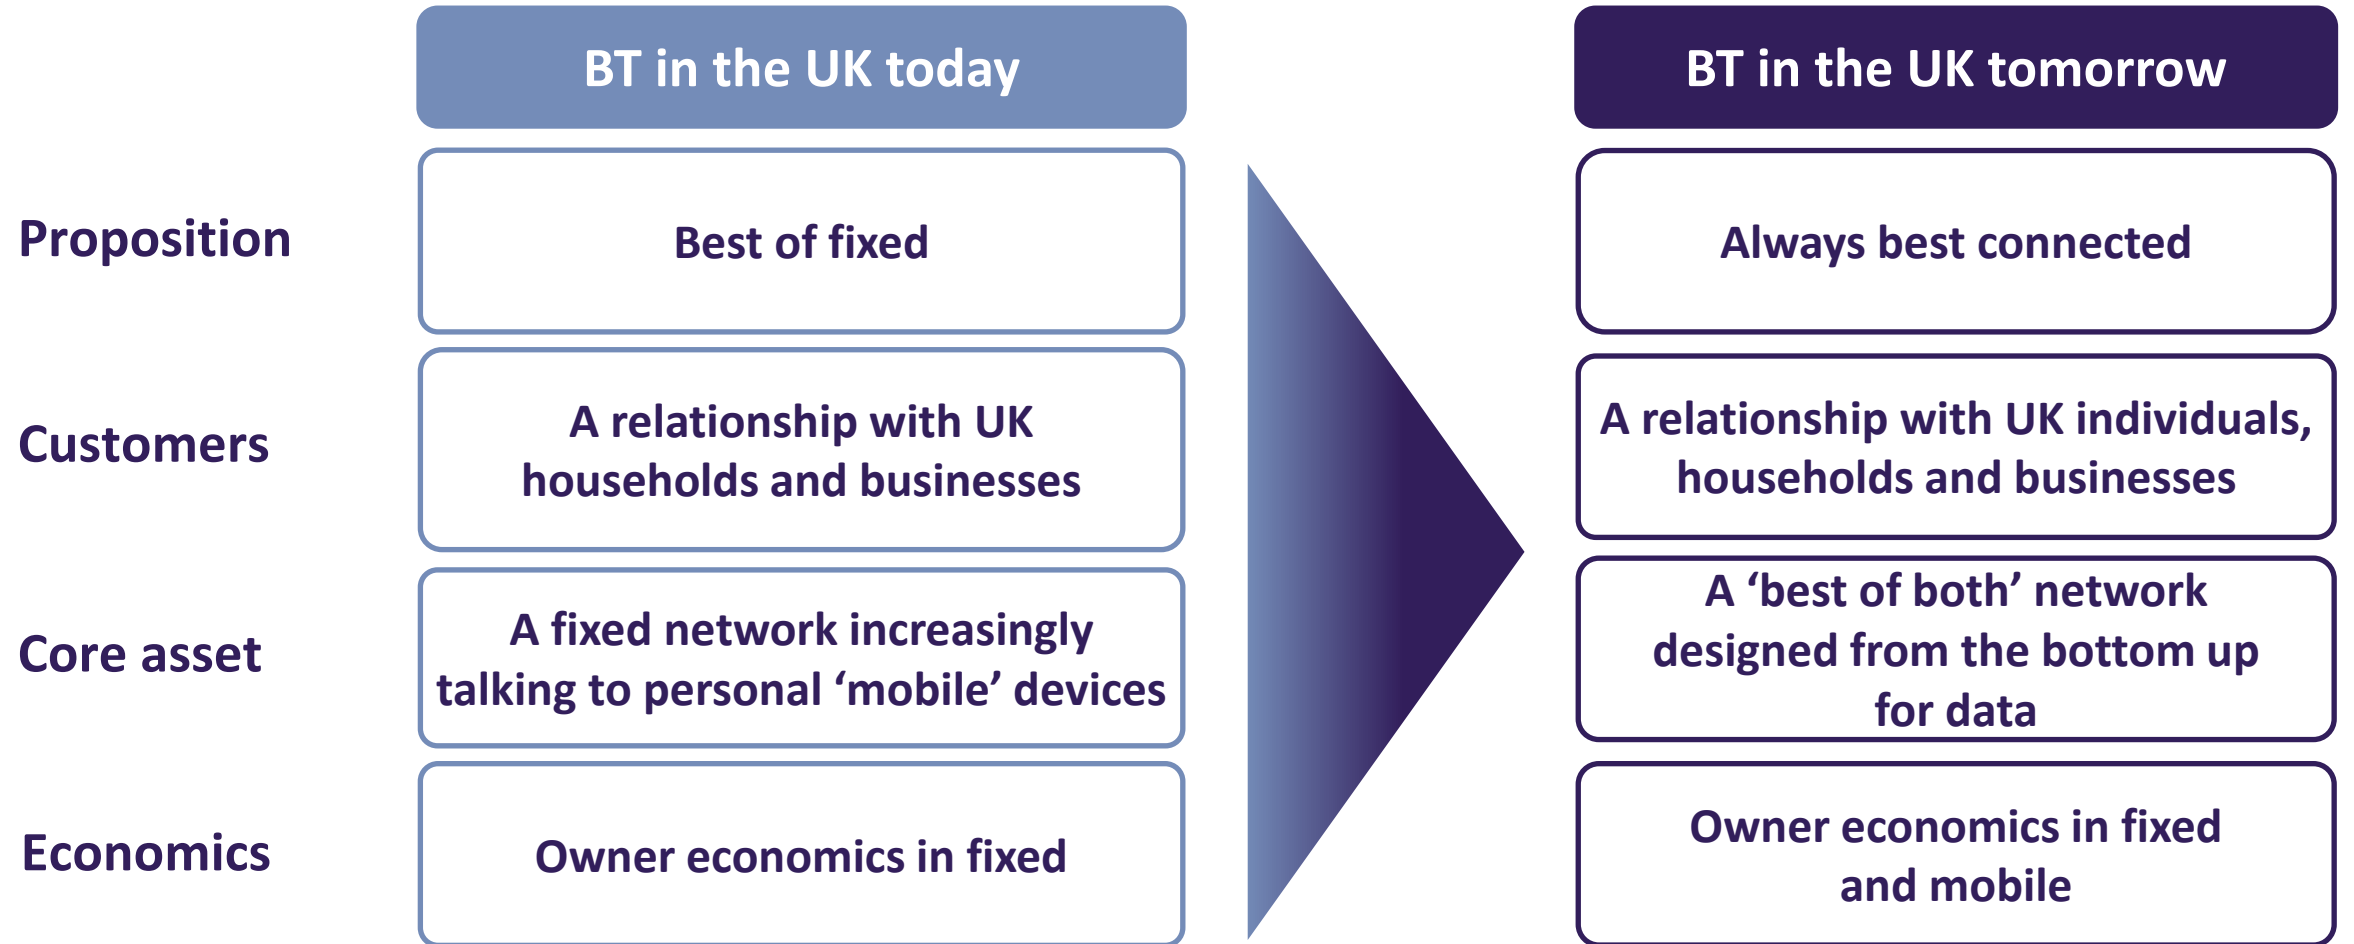 BT in the UK today
BT in the UK tomorrow
Proposition
Best of fixed
Always best connected
Customers
A relationship with UK
households and businesses
A relationship with UK individuals,
households and businesses
Core asset
A fixed network increasingly
talking to personal ‘mobile’ devices
A ‘best of both’ network
designed from the bottom up
for data
Economics
Owner economics in fixed
Owner economics in fixed
and mobile